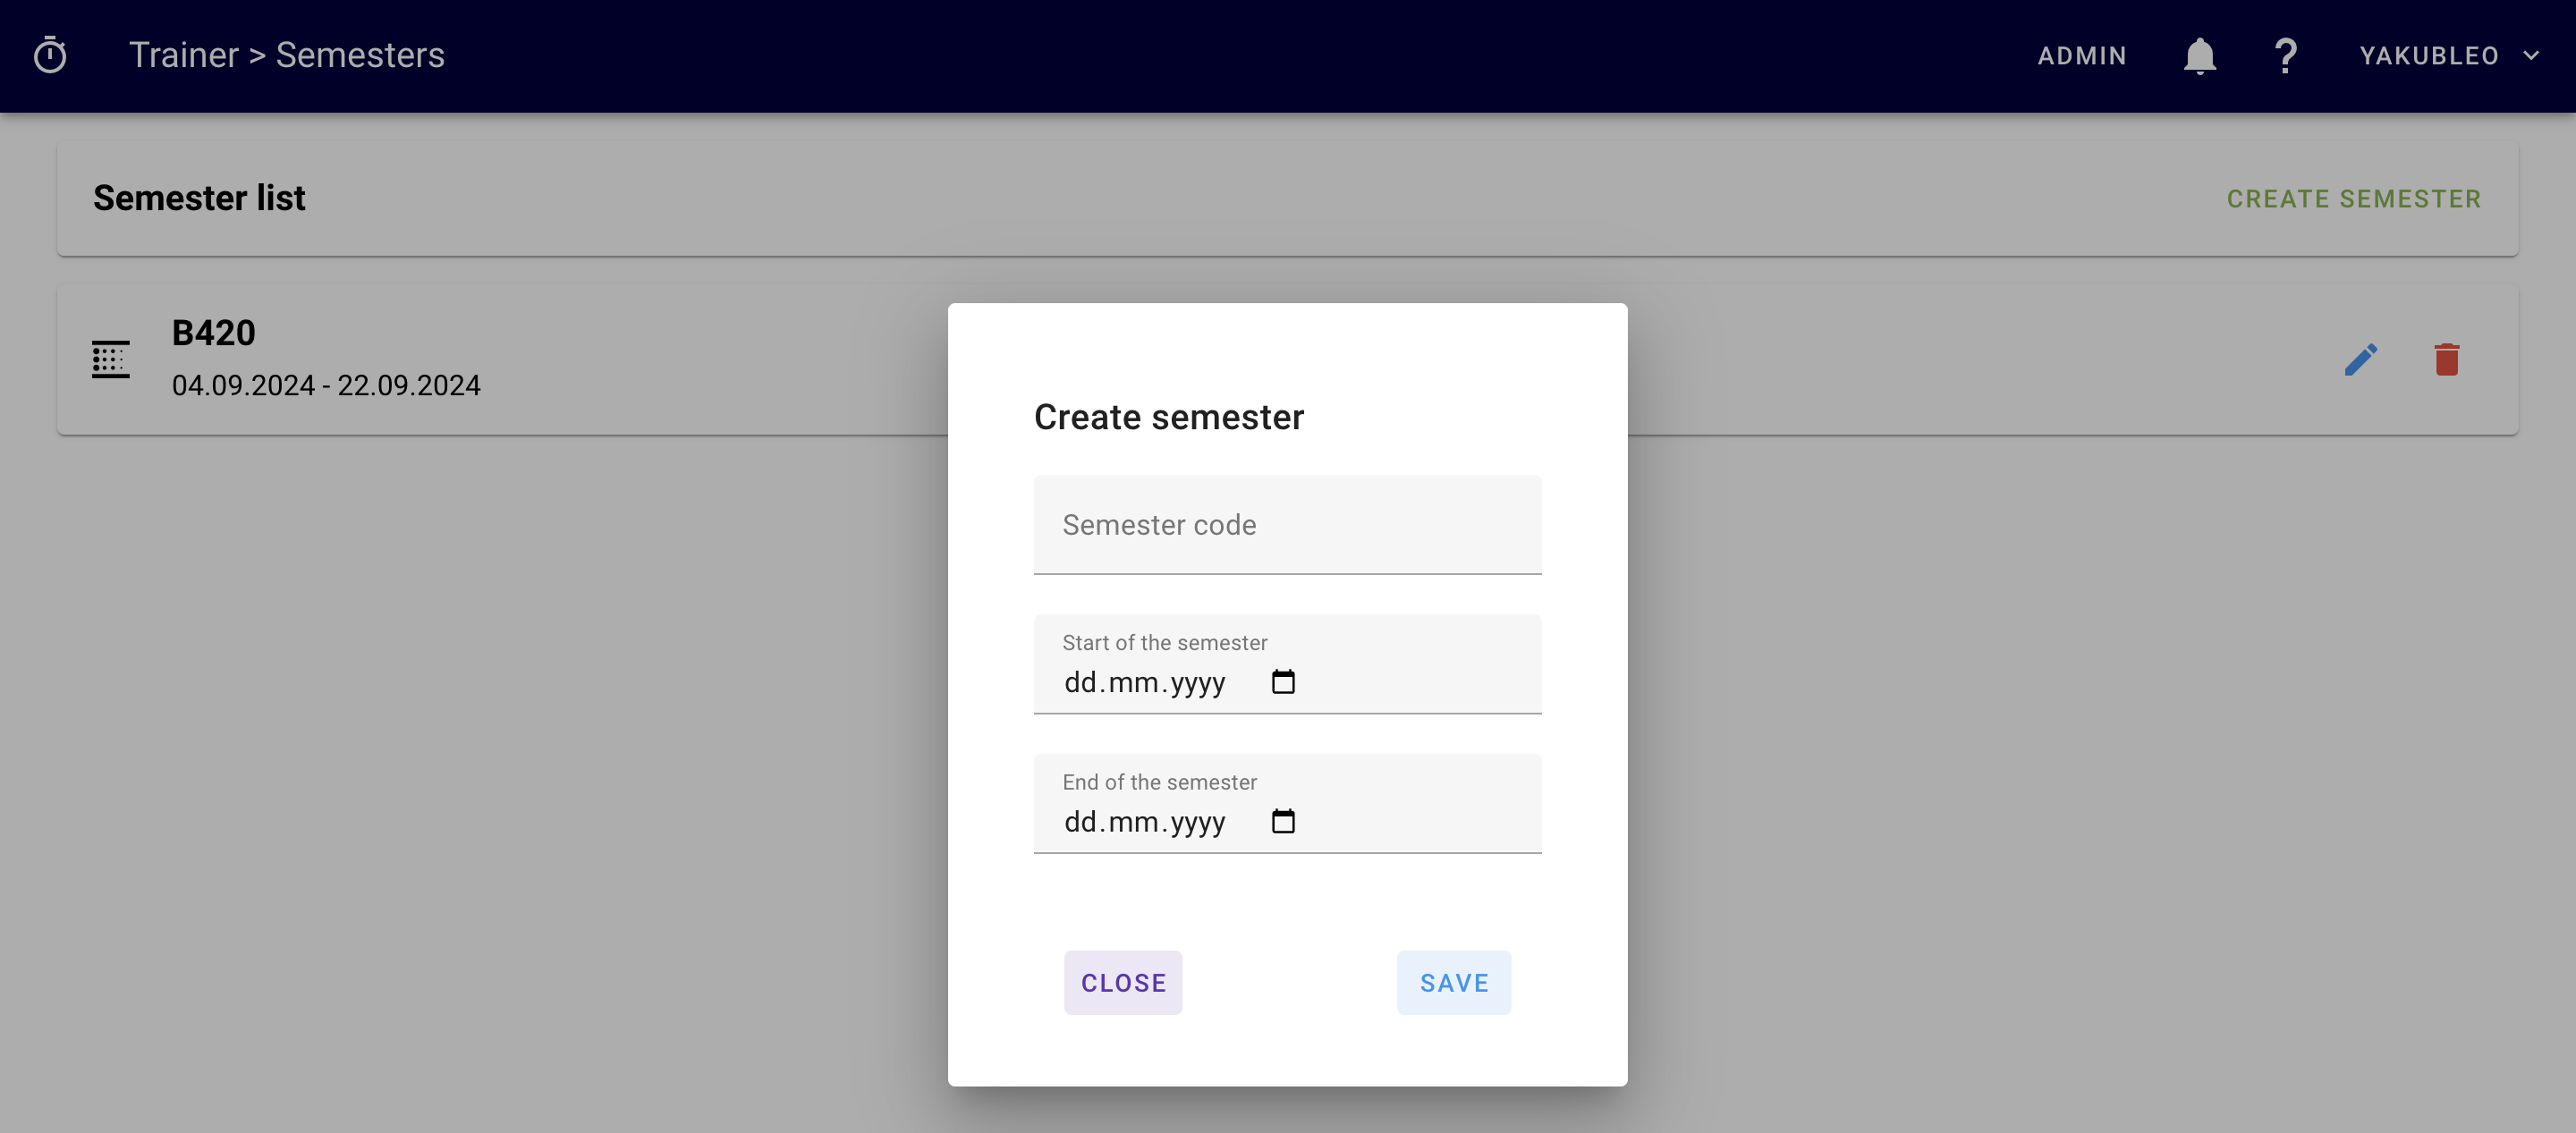 Trainer > Semesters
ADMIN
?
YAKUBLEO
Semester list
CREATE SEMESTER
B420
04.09.2024 - 22.09.2024
Create semester
Semester code
Start of the semester
dd.mm.yyyy
End of the semester
dd.mm.yyyy
CLOSE
SAVE